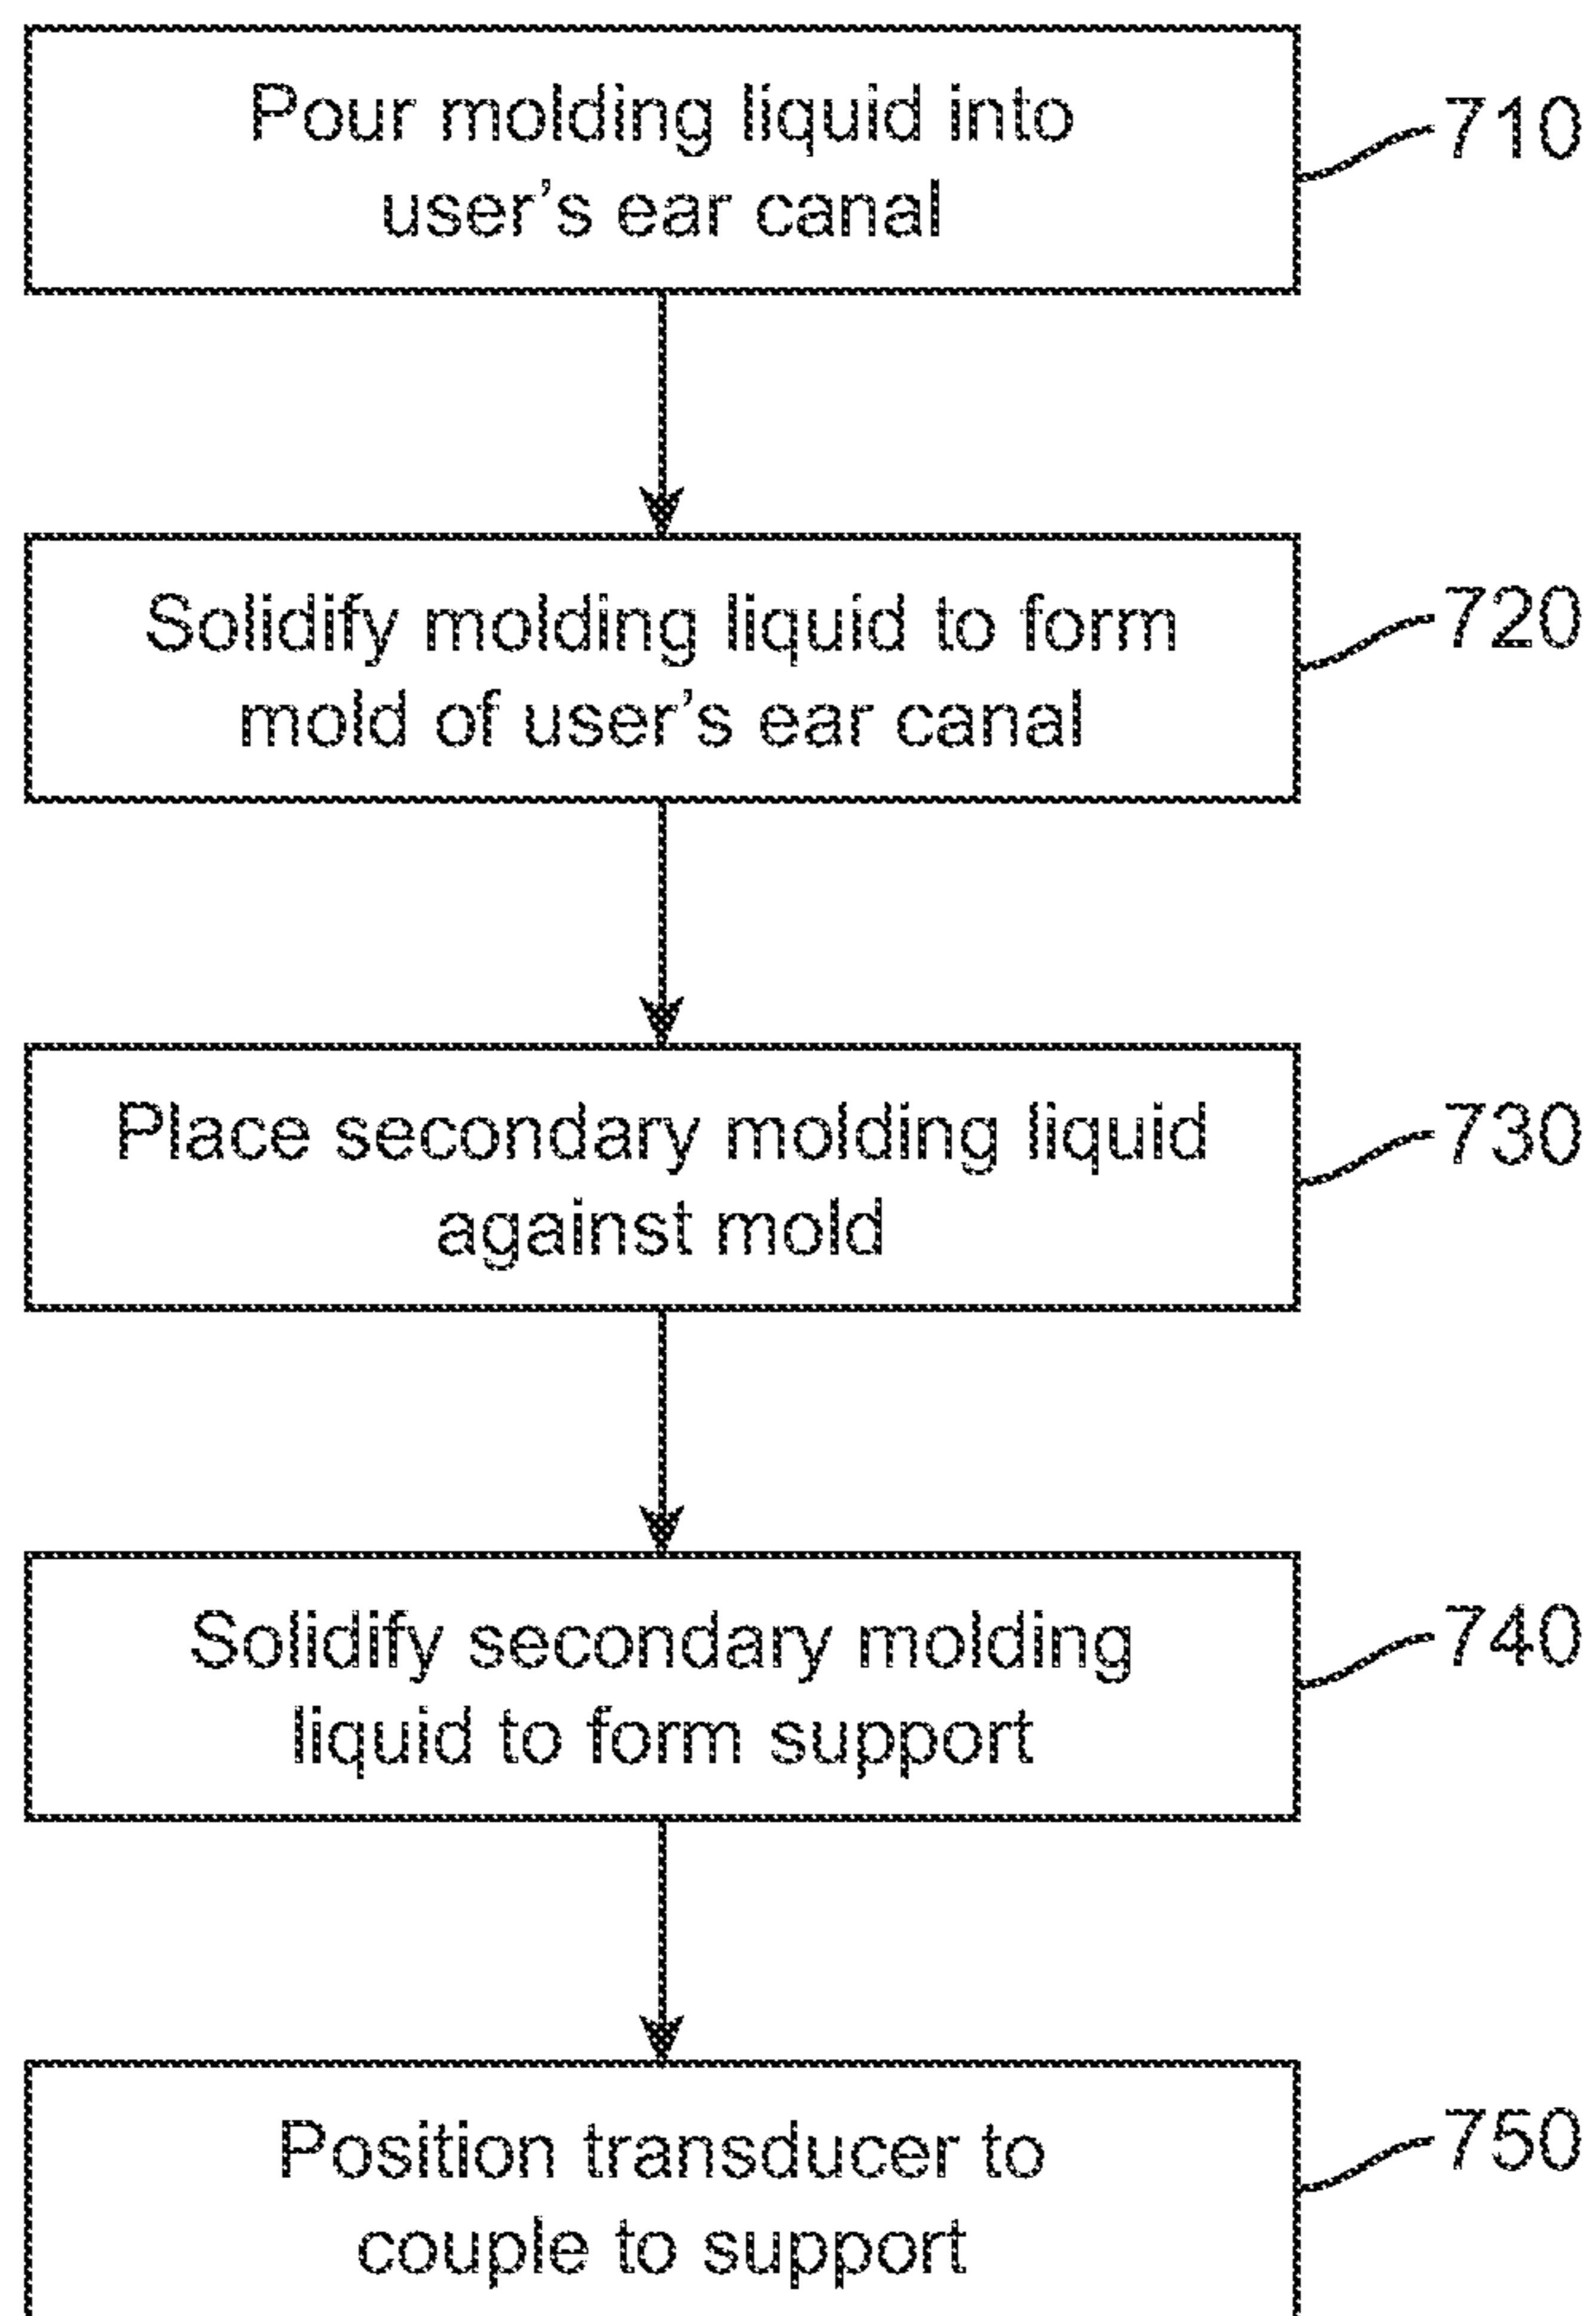 Pour molding liquid into
user's ear canal
710
Solidify molding liquid to form
mold of user's ear canal
720
Place secondary molding liquid
against mold
730
Solidify secondary molding
liquid to form support
740
Position transducer to
couple to support
750